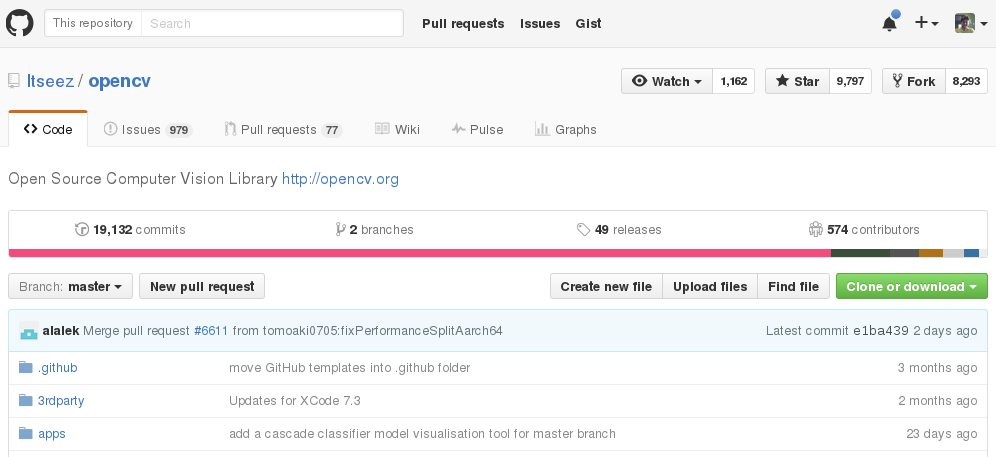 This repository Search Pull requests Issues Gist
Itseez / opencv Watch 1,162 Star 9,797 Fork 8,293
Code Issues 979 Pull requests 77 Wiki Pulse Graphs
Open Source Computer Vision Library http://opencv.org
19,132 commits 2 branches 49 releases 574 contributors
Branch: master New pull request Create new file Upload files Find file Clone or download
alalek Merge pull request #6611 from tomoaki0705:fixPerformanceSplitAarch64 Latest commit e1ba439 2 days ago
.github move GitHub templates into .github folder 3 months ago
3rdparty Updates for XCode 7.3 2 months ago
apps add a cascade classifier model visualisation tool for master branch 23 days ago